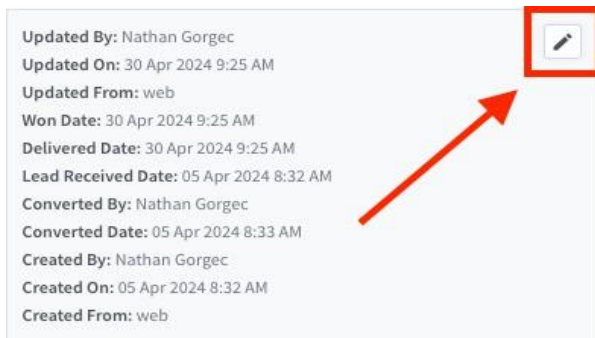 Updated By: Nathan Gorgec
Updated On: 30 Apr 2024 9:25 AM
Updated From: web
Won Date: 30 Apr 2024 9:25 AM
Delivered Date: 30 Apr 2024 9:25 AM
Lead Received Date: 05 Apr 2024 8:32 AM
Converted By: Nathan Gorgec
Converted Date: 05 Apr 2024 8:33 AM
Created By: Nathan Gorgec
Created On: 05 Apr 2024 8:32 AM
Created From: web